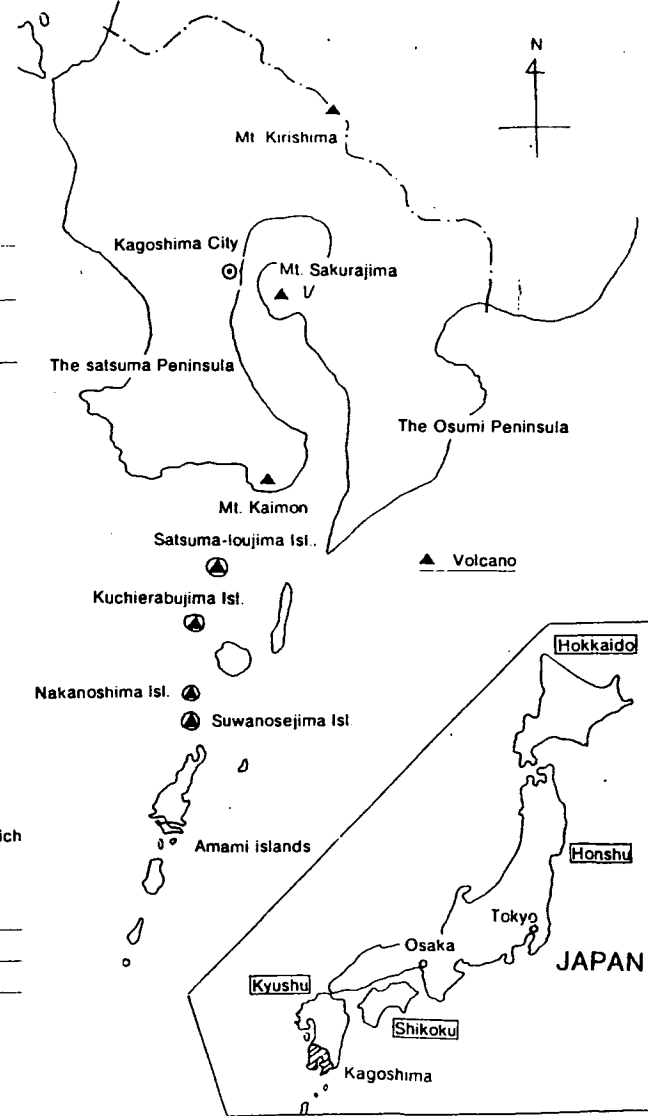 N
Mt Kirishima
Kagoshima City
Mt. Sakurajima
The satsuma Peninsula
The Osumi Peninsula
Mt. Kaimon
Satsuma-Ioujima Isl..
Volcano
Kuchierabujima Isl.
Hokkaido
Nakanoshima Isl.
Suwanosejima Isl
ich
Amami islands
Honshu
Tokyo
Osaka
JAPAN
Kyushu
Shikoku
Kagoshima